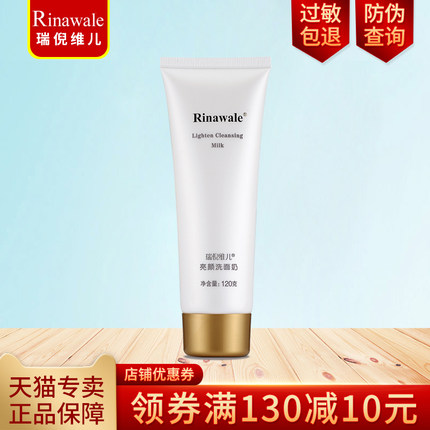 Rinawale®
瑞倪维儿
过敏
包退
防伪
查询
Rinawale®
Lighten Cleansing
Milk
瑞倪维儿®
亮颜洗面奶
净含量:120克
天猫专卖
正品保障
店铺优惠券
领券满130减10元